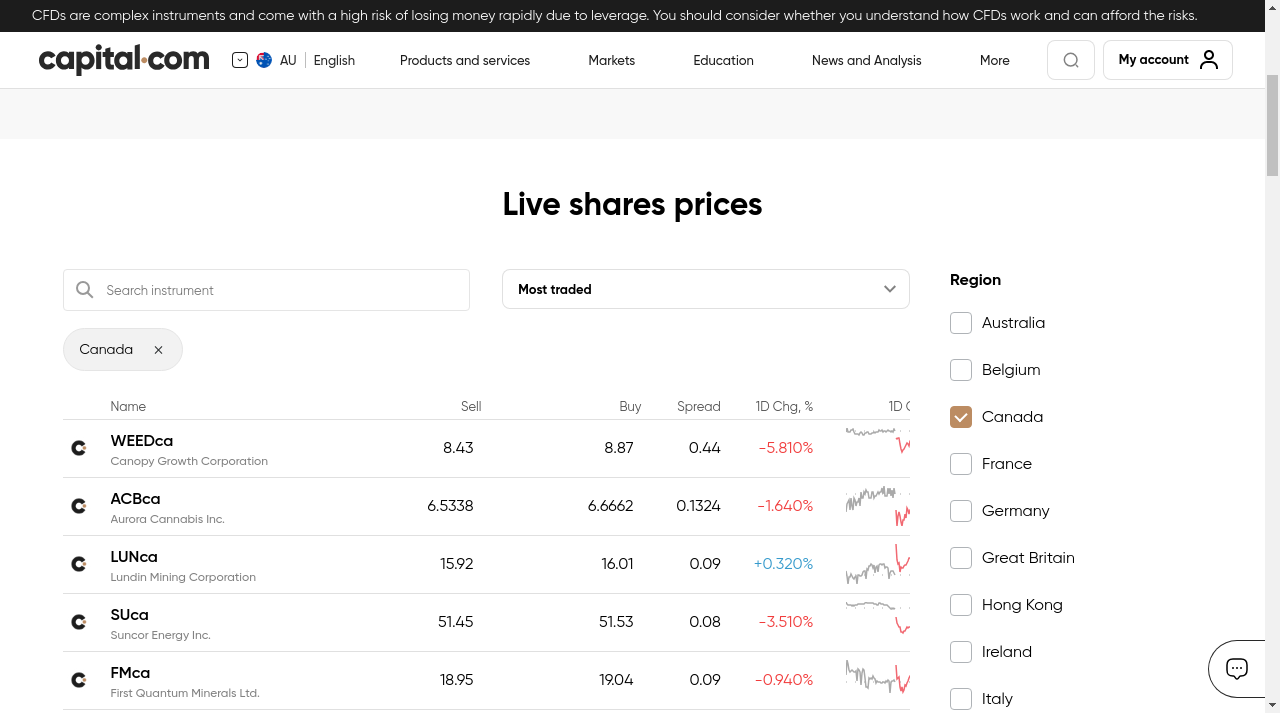 CFDs are complex instruments and come with a high risk of losing money rapidly due to leverage. You should consider whether you understand how CFDs work and can afford the risks.
capital.com AU English Products and services Markets Education News and Analysis More My account
Live shares prices
Search instrument
Most traded
Canada ×
Name Sell Buy Spread 1D Chg, % 1D
WEEDca 8.43 8.87 0.44 -5.810%
Canopy Growth Corporation
ACBca 6.5338 6.6662 0.1324 -1.640%
Aurora Cannabis Inc.
LUNca 15.92 16.01 0.09 +0.320%
Lundin Mining Corporation
SUca 51.45 51.53 0.08 -3.510%
Suncor Energy Inc.
FMca 18.95 19.04 0.09 -0.940%
First Quantum Minerals Ltd.
Region
Australia
Belgium
Canada
France
Germany
Great Britain
Hong Kong
Ireland
Italy